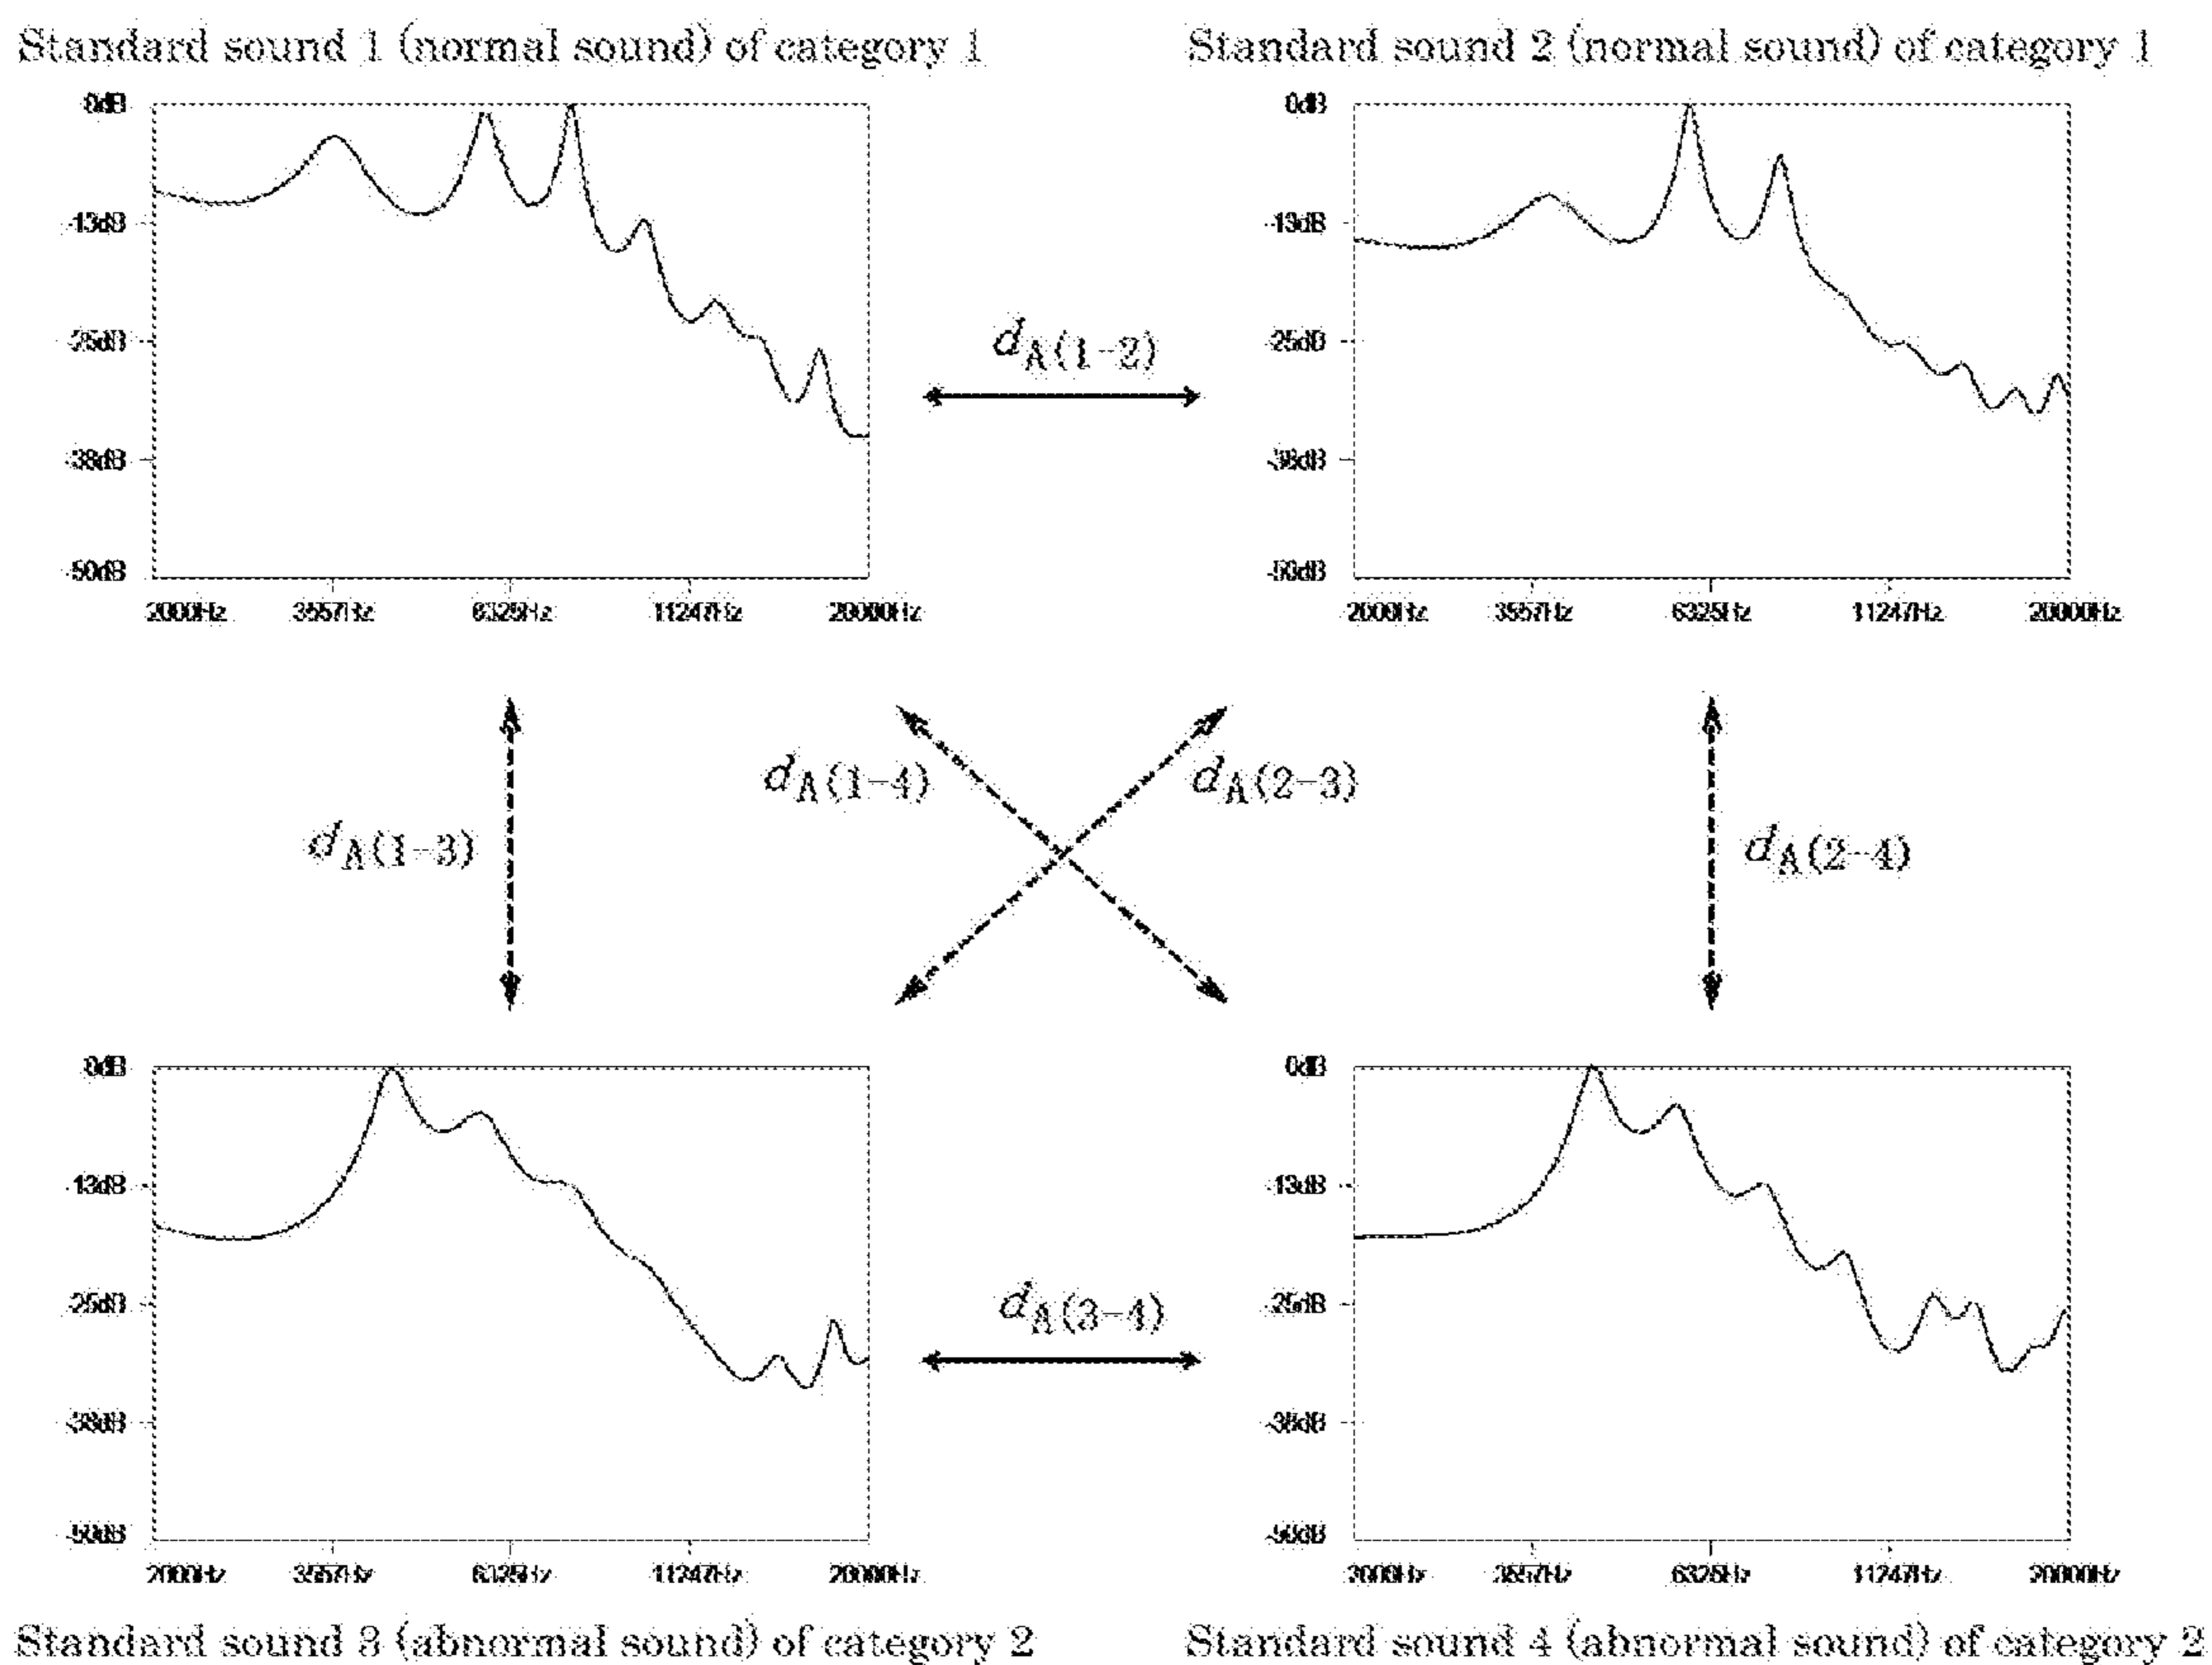 Standard sound 1 (normal sound) of category 1
Standard sound 2 (normal sound) of category 1
0dB
-13dB
-25dB
-38dB
-50dB
2000Hz 3557Hz 6325Hz 11247Hz 20000Hz
0dB
-13dB
-25dB
-38dB
-50dB
2000Hz 3557Hz 6325Hz 11247Hz 20000Hz
dA(1-2)
dA(1-3)
dA(1-4)
dA(2-3)
dA(2-4)
0dB
-13dB
-25dB
-38dB
-50dB
2000Hz 3557Hz 6325Hz 11247Hz 20000Hz
dA(3-4)
0dB
-13dB
-25dB
-38dB
-50dB
2000Hz 3557Hz 6325Hz 11247Hz 20000Hz
Standard sound 3 (abnormal sound) of category 2
Standard sound 4 (abnormal sound) of category 2